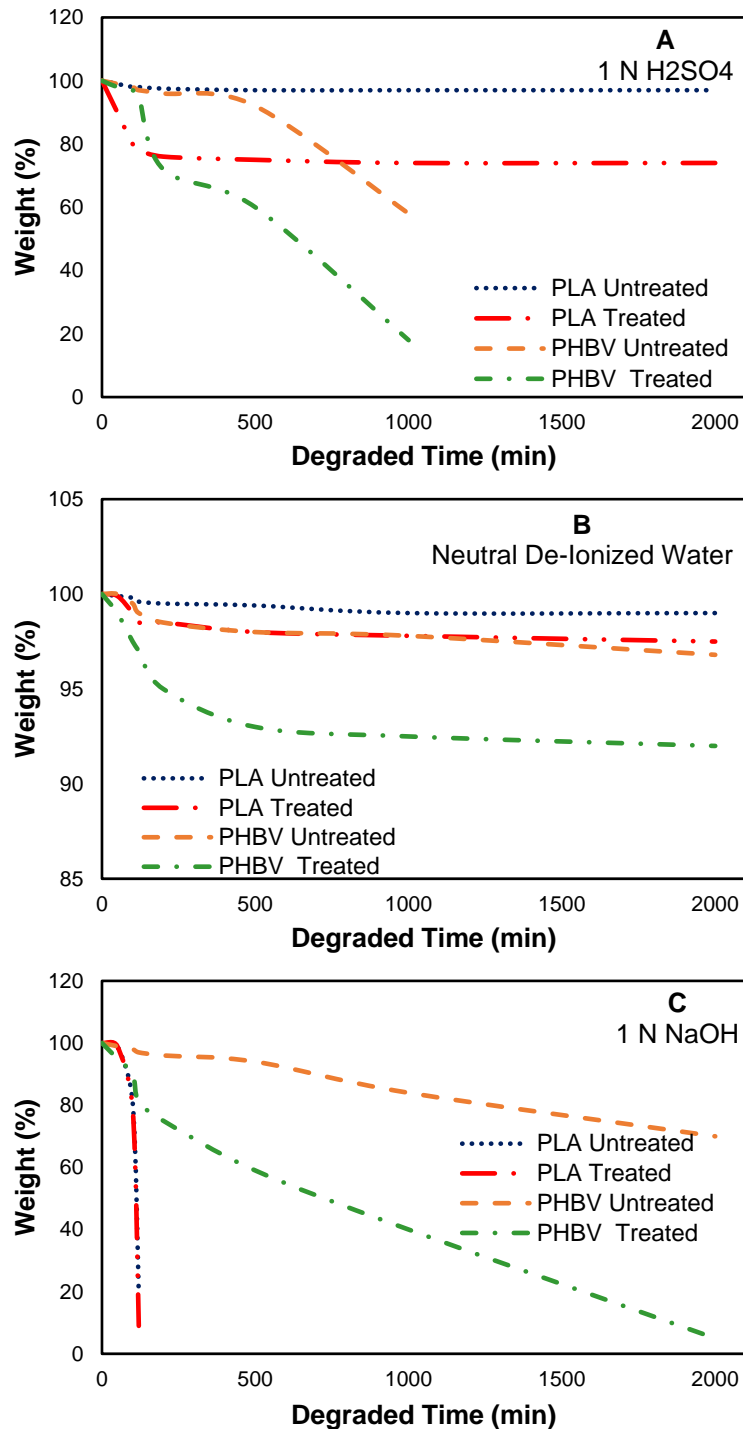 120
100
80
60
40
20
0
Weight (%)
A
1 N H2SO4
PLA Untreated
PLA Treated
PHBV Untreated
PHBV  Treated
0 500 1000 1500 2000
Degraded Time (min)
105
100
95
90
85
Weight (%)
B
Neutral De-Ionized Water
PLA Untreated
PLA Treated
PHBV Untreated
PHBV  Treated
0 500 1000 1500 2000
Degraded Time (min)
120
100
80
60
40
20
0
Weight (%)
C
1 N NaOH
PLA Untreated
PLA Treated
PHBV Untreated
PHBV  Treated
0 500 1000 1500 2000
Degraded Time (min)